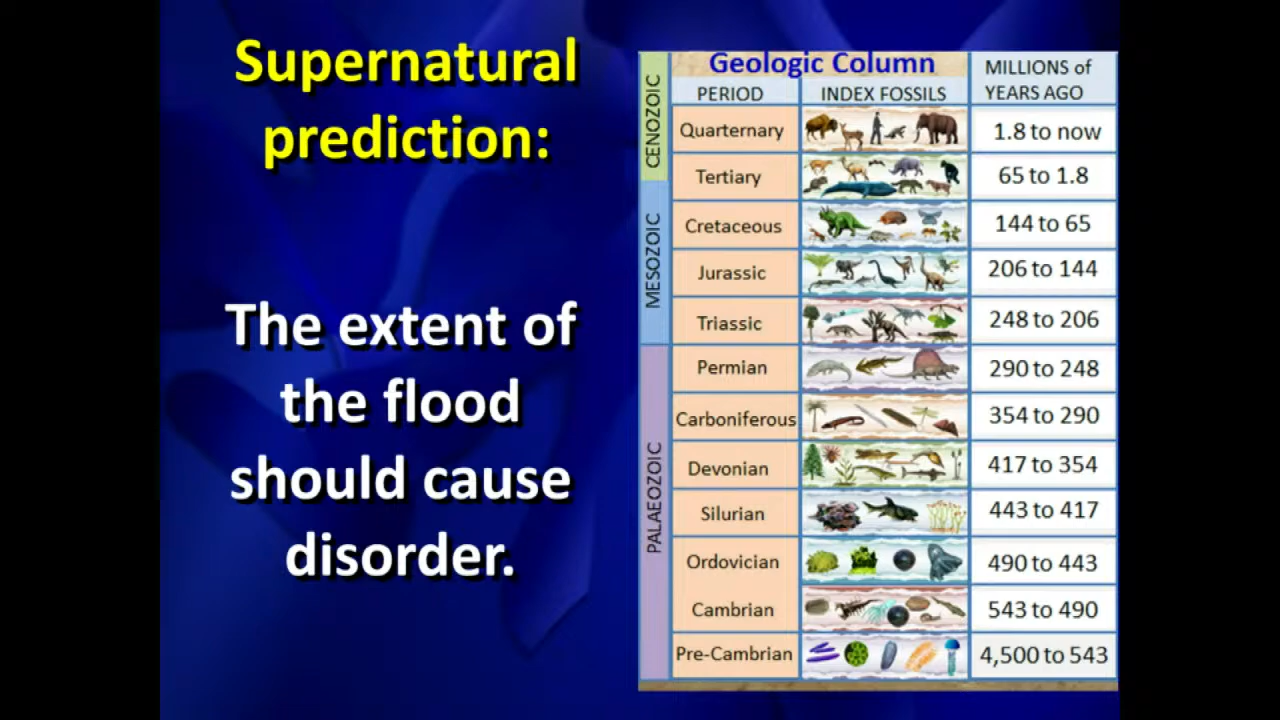 Supernatural
prediction:
The extent of
the flood
should cause
disorder.
Geologic Column
MILLIONS of
YEARS AGO
PERIOD INDEX FOSSILS
CENOZOIC
Quarternary 1.8 to now
Tertiary 65 to 1.8
MESOZOIC
Cretaceous 144 to 65
Jurassic 206 to 144
Triassic 248 to 206
PALAEOZOIC
Permian 290 to 248
Carboniferous 354 to 290
Devonian 417 to 354
Silurian 443 to 417
Ordovician 490 to 443
Cambrian 543 to 490
Pre-Cambrian 4,500 to 543